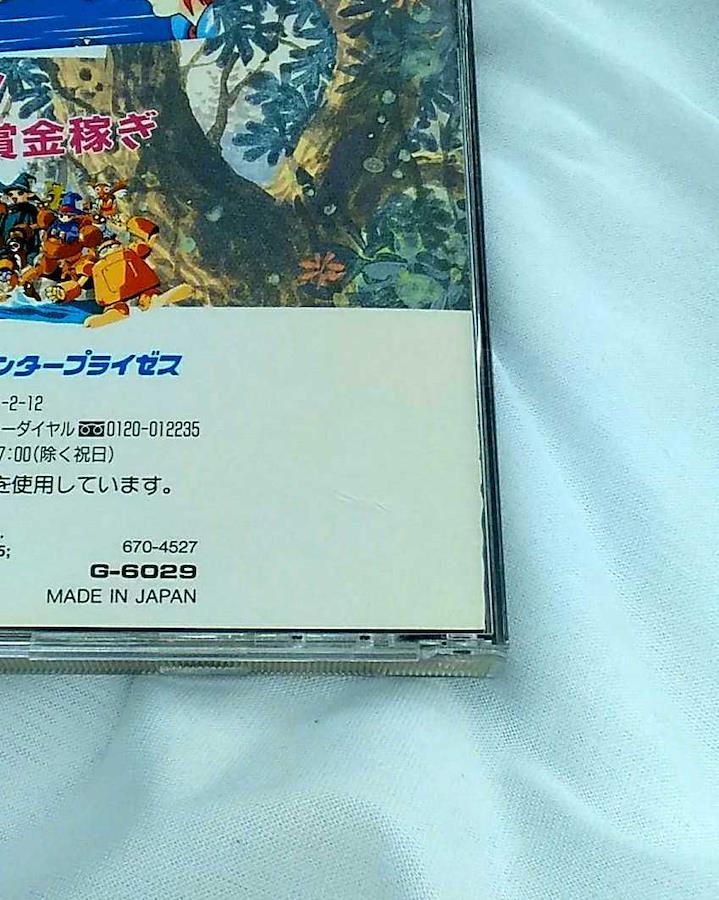 賞金稼ぎ
ンタープライゼス
-2-12
ーダイヤル 0120-012235
7:00(除く祝日)
を使用しています。
5; 670-4527
G-6029
MADE IN JAPAN